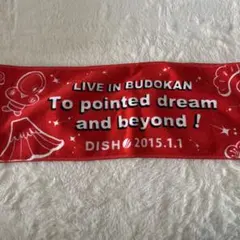 LIVE IN BUDOKAN
To pointed dream
and beyond !
DISH// 2015.1.1